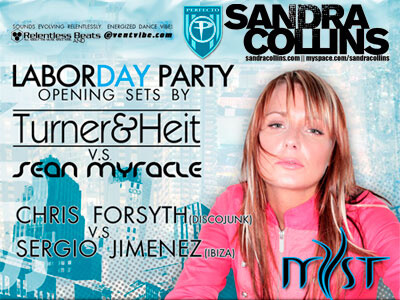 SOUNDS. EVOLVING. RELENTLESSLY.
Relentless Beats
AND
ENERGIZED DANCE VIBE!
@ventvibe.com
PERFECTO
SANDRA
COLLINS
sandracollins.com || myspace.com/sandracollins
LABORDAY PARTY
OPENING SETS BY
Turner&Heit
V.S
SEAN MYRACLE
CHRIS FORSYTH (DISCOJUNK)
V.S
SERGIO JIMENEZ (IBIZA)
MYST